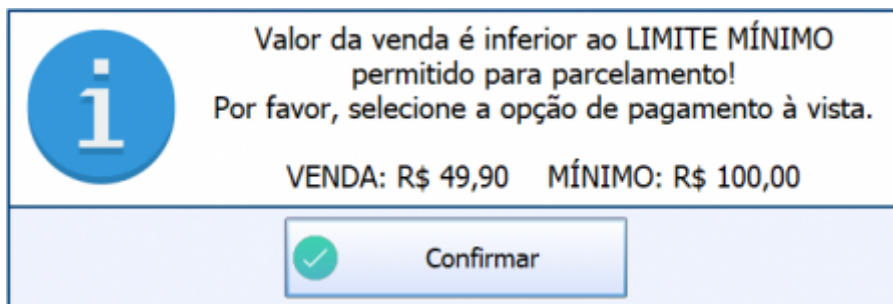 Valor da venda é inferior ao LIMITE MÍNIMO
permitido para parcelamento!
Por favor, selecione a opção de pagamento à vista.
VENDA: R$ 49,90 MÍNIMO: R$ 100,00
Confirmar